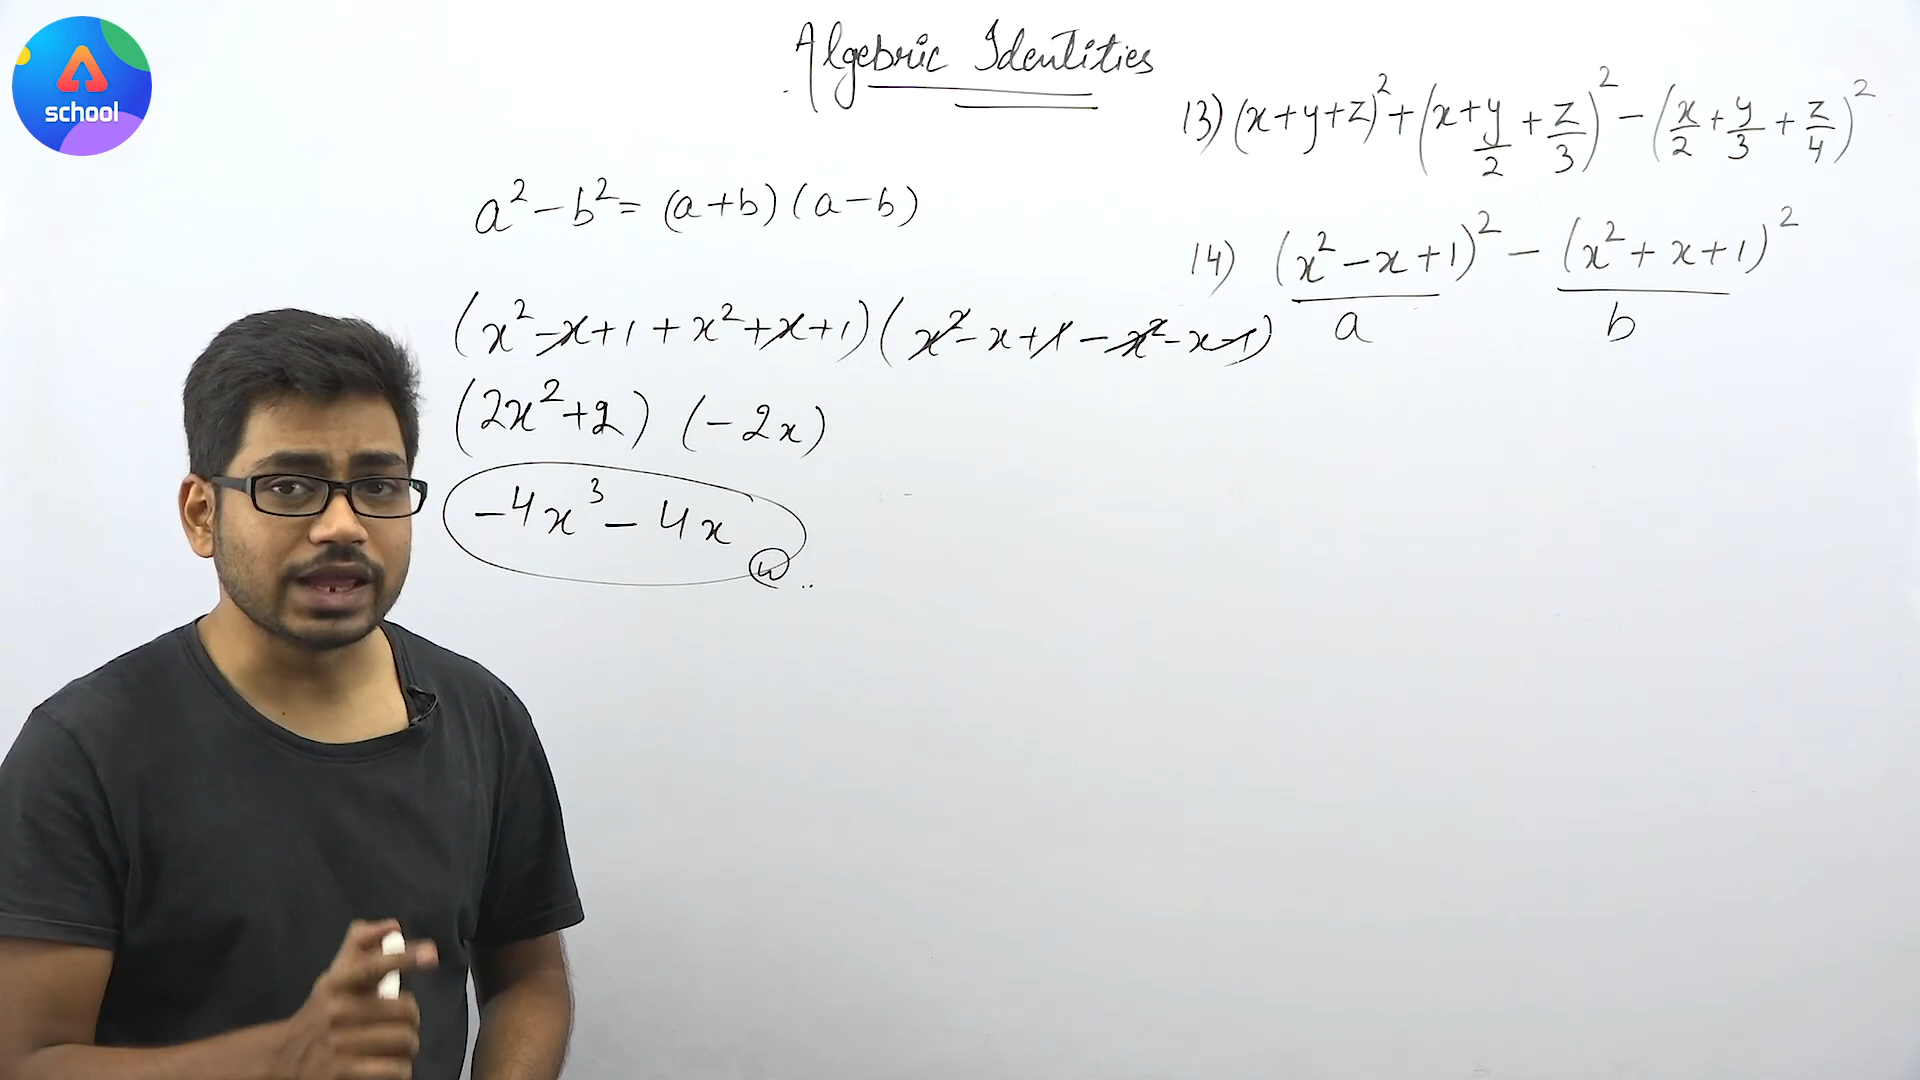 school
Algebric Identities
13) (x+y+z)² + (x+y/2+z/3)² - (x/2+y/3+z/4)²
a²-b² = (a+b)(a-b)
14) (x²-x+1)² - (x²+x+1)²
a b
(x²-x+1+x²+x+1)(x²-x+1-x²-x-1)
(2x²+2) (-2x)
-4x³-4x